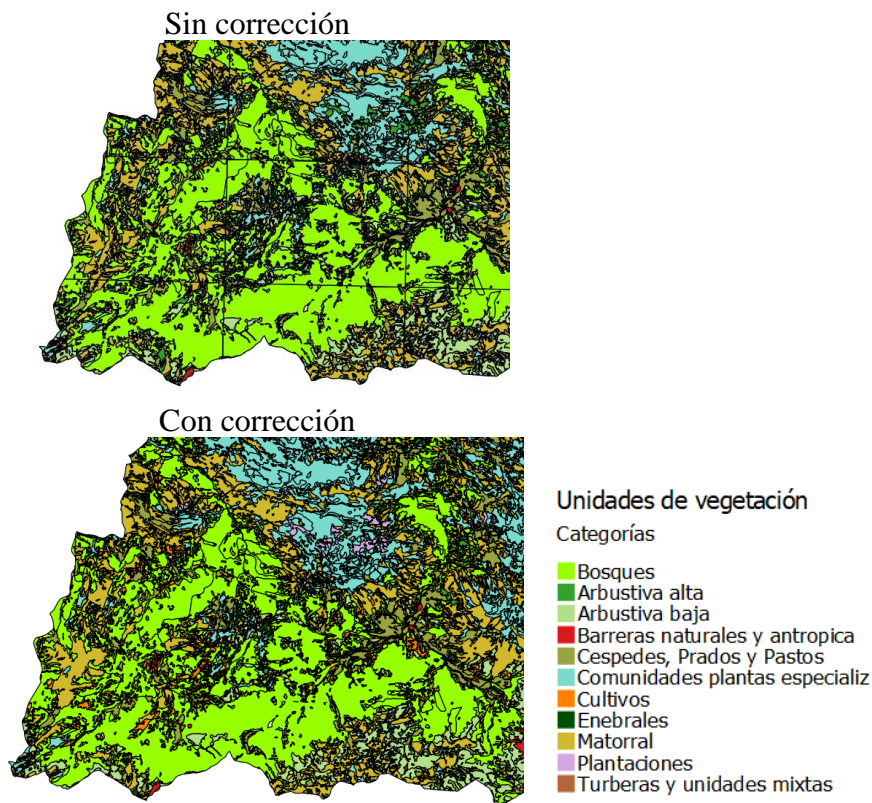 Sin corrección
Con corrección
Unidades de vegetación
Categorías
Bosques
Arbustiva alta
Arbustiva baja
Barreras naturales y antropica
Cespedes, Prados y Pastos
Comunidades plantas especializ
Cultivos
Enebrales
Matorral
Plantaciones
Turberas y unidades mixtas